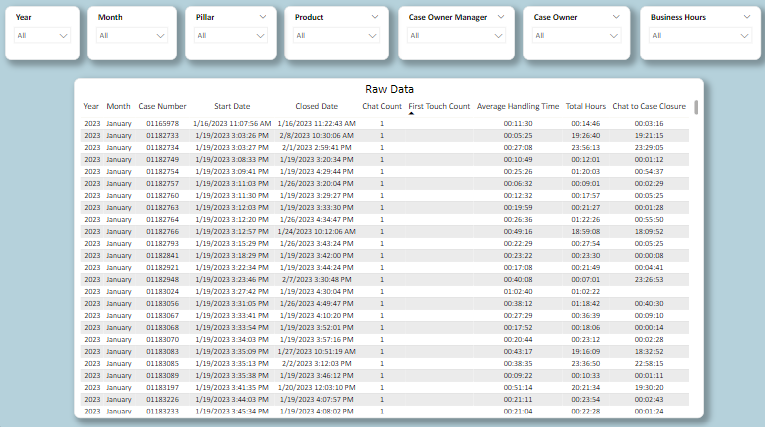 Year Month Pillar Product Case Owner Manager Case Owner Business Hours
All All All All All All All
Raw Data
Year Month Case Number Start Date Closed Date Chat Count First Touch Count Average Handling Time Total Hours Chat to Case Closure
2023 January 01165978 1/16/2023 11:07:56 AM 1/16/2023 11:22:43 AM 1 00:11:30 00:14:46 00:03:16
2023 January 01182733 1/19/2023 3:03:26 PM 2/8/2023 10:30:06 AM 1 00:05:25 19:26:40 19:21:15
2023 January 01182734 1/19/2023 3:03:27 PM 2/1/2023 2:59:41 PM 1 00:27:08 23:56:13 23:29:05
2023 January 01182749 1/19/2023 3:08:33 PM 1/19/2023 3:20:34 PM 1 00:10:49 00:12:01 00:01:12
2023 January 01182754 1/19/2023 3:09:41 PM 1/19/2023 4:29:44 PM 1 00:25:26 01:20:03 00:54:37
2023 January 01182757 1/19/2023 3:11:03 PM 1/26/2023 3:20:04 PM 1 00:06:32 00:09:01 00:02:29
2023 January 01182760 1/19/2023 3:11:30 PM 1/19/2023 3:29:27 PM 1 00:12:32 00:17:57 00:05:25
2023 January 01182763 1/19/2023 3:12:03 PM 1/19/2023 3:33:30 PM 1 00:19:59 00:21:27 00:01:28
2023 January 01182764 1/19/2023 3:12:20 PM 1/26/2023 4:34:47 PM 1 00:26:36 01:22:26 00:55:50
2023 January 01182766 1/19/2023 3:12:57 PM 1/24/2023 10:12:06 AM 1 00:49:16 18:59:08 18:09:52
2023 January 01182793 1/19/2023 3:15:29 PM 1/26/2023 3:43:24 PM 1 00:22:29 00:27:54 00:05:25
2023 January 01182841 1/19/2023 3:18:29 PM 1/19/2023 3:42:00 PM 1 00:23:22 00:23:30 00:00:08
2023 January 01182921 1/19/2023 3:22:34 PM 1/19/2023 3:44:24 PM 1 00:17:08 00:21:49 00:04:41
2023 January 01182948 1/19/2023 3:23:46 PM 2/7/2023 3:30:48 PM 1 00:40:08 00:07:01 23:26:53
2023 January 01183024 1/19/2023 3:27:42 PM 1/19/2023 4:30:04 PM 1 01:02:40 01:02:22
2023 January 01183056 1/19/2023 3:31:05 PM 1/26/2023 4:49:47 PM 1 00:38:12 01:18:42 00:40:30
2023 January 01183067 1/19/2023 3:33:41 PM 1/19/2023 4:10:20 PM 1 00:27:29 00:36:39 00:09:10
2023 January 01183068 1/19/2023 3:33:54 PM 1/19/2023 3:52:01 PM 1 00:17:52 00:18:06 00:00:14
2023 January 01183070 1/19/2023 3:34:03 PM 1/19/2023 3:57:16 PM 1 00:20:44 00:23:12 00:02:28
2023 January 01183083 1/19/2023 3:35:09 PM 1/27/2023 10:51:19 AM 1 00:43:17 19:16:09 18:32:52
2023 January 01183085 1/19/2023 3:35:13 PM 2/2/2023 3:12:03 PM 1 00:38:35 23:36:50 22:58:15
2023 January 01183089 1/19/2023 3:35:38 PM 1/19/2023 3:46:12 PM 1 00:09:22 00:10:33 00:01:11
2023 January 01183197 1/19/2023 3:41:35 PM 1/20/2023 12:03:10 PM 1 00:51:14 20:21:34 19:30:20
2023 January 01183226 1/19/2023 3:44:03 PM 1/19/2023 4:07:57 PM 1 00:21:11 00:23:54 00:02:43
2023 January 01183233 1/19/2023 3:45:34 PM 1/19/2023 4:08:02 PM 1 00:21:04 00:22:28 00:01:24